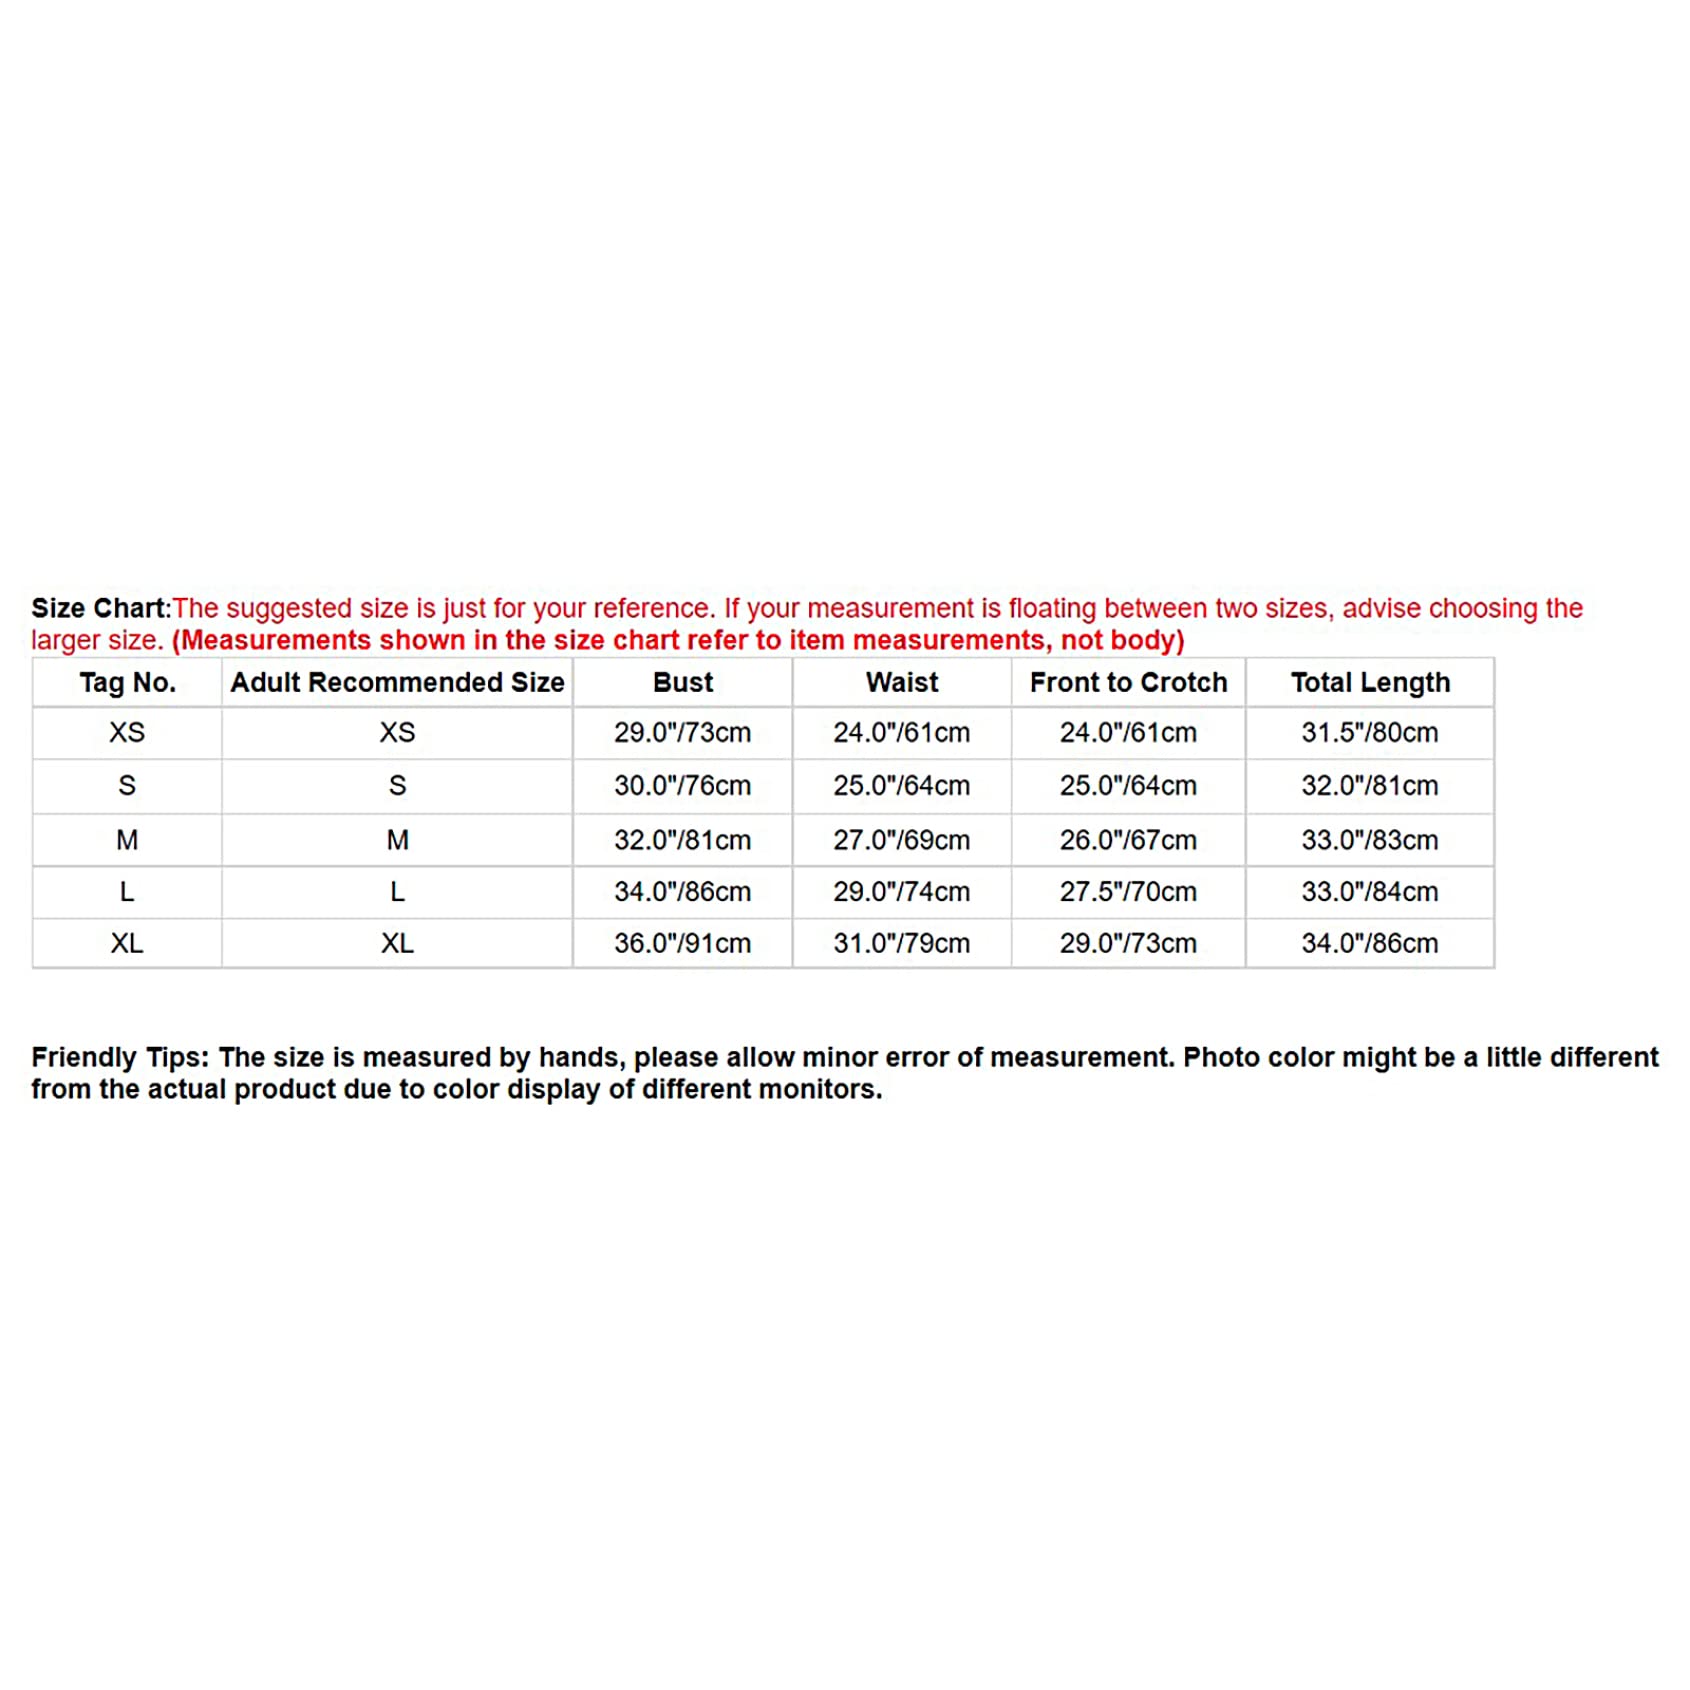 Size Chart:The suggested size is just for your reference. If your measurement is floating between two sizes, advise choosing the
larger size. (Measurements shown in the size chart refer to item measurements, not body)
Tag No. Adult Recommended Size Bust Waist Front to Crotch Total Length
XS XS 29.0"/73cm 24.0"/61cm 24.0"/61cm 31.5"/80cm
S S 30.0"/76cm 25.0"/64cm 25.0"/64cm 32.0"/81cm
M M 32.0"/81cm 27.0"/69cm 26.0"/67cm 33.0"/83cm
L L 34.0"/86cm 29.0"/74cm 27.5"/70cm 33.0"/84cm
XL XL 36.0"/91cm 31.0"/79cm 29.0"/73cm 34.0"/86cm
Friendly Tips: The size is measured by hands, please allow minor error of measurement. Photo color might be a little different
from the actual product due to color display of different monitors.